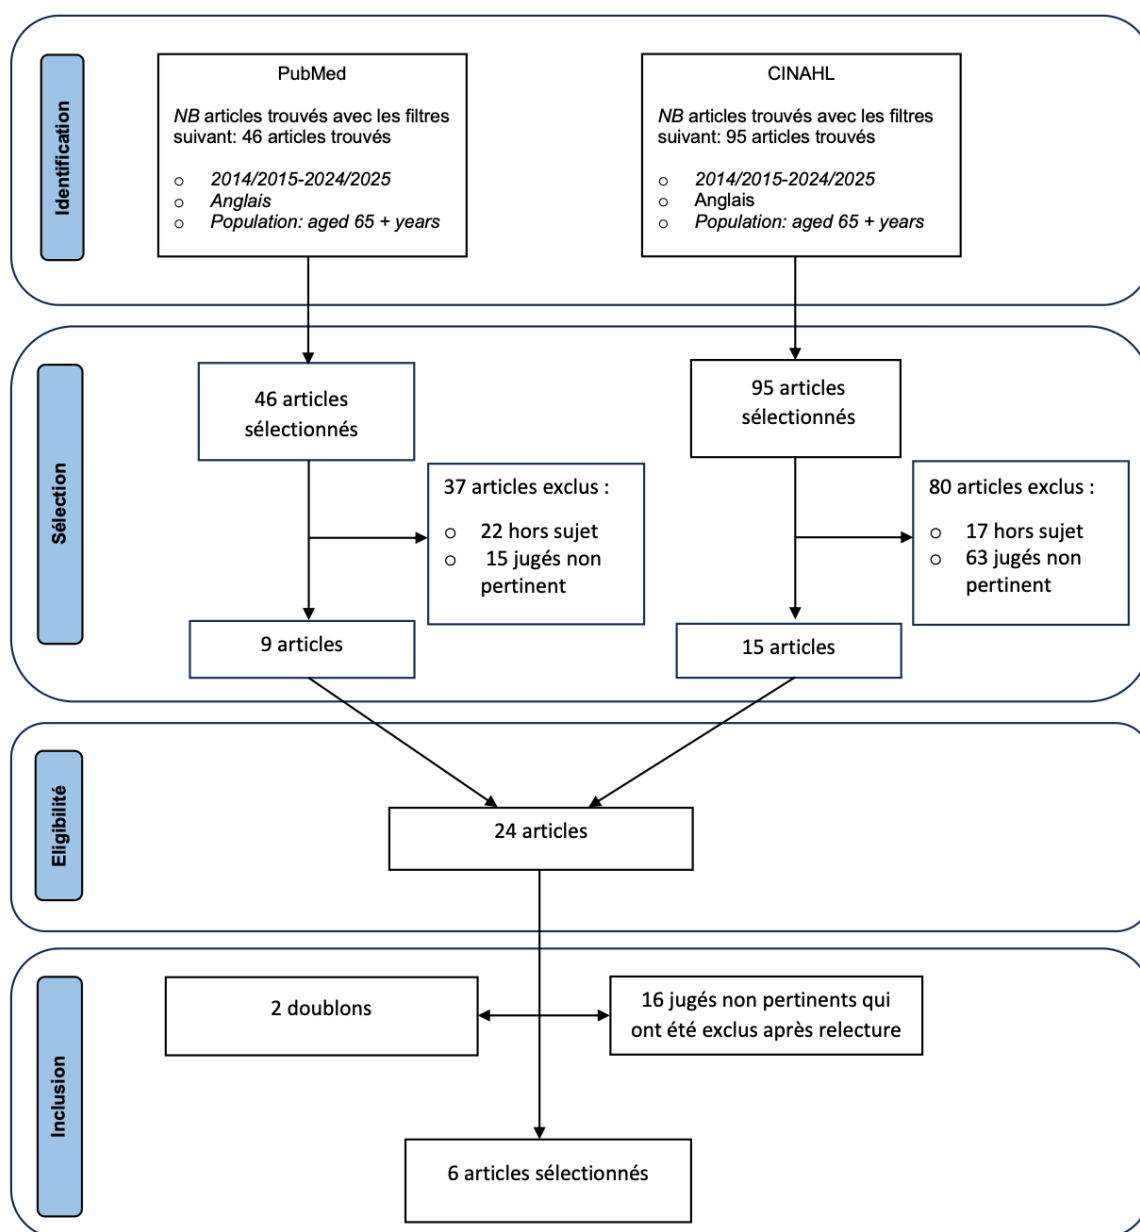 Identification
PubMed
NB articles trouvés avec les filtres
suivant: 46 articles trouvés
o 2014/2015-2024/2025
o Anglais
o Population: aged 65 + years
CINAHL
NB articles trouvés avec les filtres
suivant: 95 articles trouvés
o 2014/2015-2024/2025
o Anglais
o Population: aged 65 + years
Sélection
46 articles
sélectionnés
95 articles
sélectionnés
37 articles exclus :
o 22 hors sujet
o 15 jugés non
pertinent
80 articles exclus :
o 17 hors sujet
o 63 jugés non
pertinent
9 articles
15 articles
Eligibilité
24 articles
Inclusion
2 doublons
16 jugés non pertinents qui
ont été exclus après relecture
6 articles sélectionnés